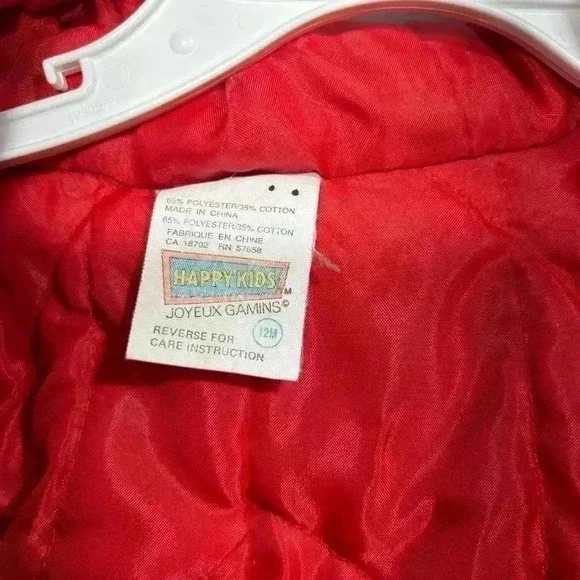 65% POLYESTER/35% COTTON
MADE IN CHINA
65% POLYESTER/35% COTTON
FABRIQUE EN CHINE
CA 18702 RN 57658
HAPPY KIDS
TM
JOYEUX GAMINS©
REVERSE FOR
CARE INSTRUCTION
12M